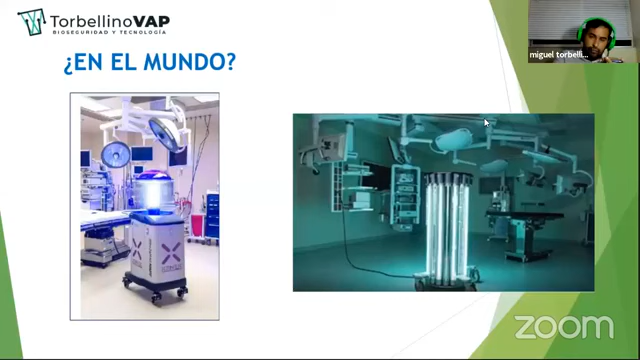 TorbellinoVAP
BIOSEGURIDAD Y TECNOLOGÍA
¿EN EL MUNDO?
miguel torbelli...
zoom